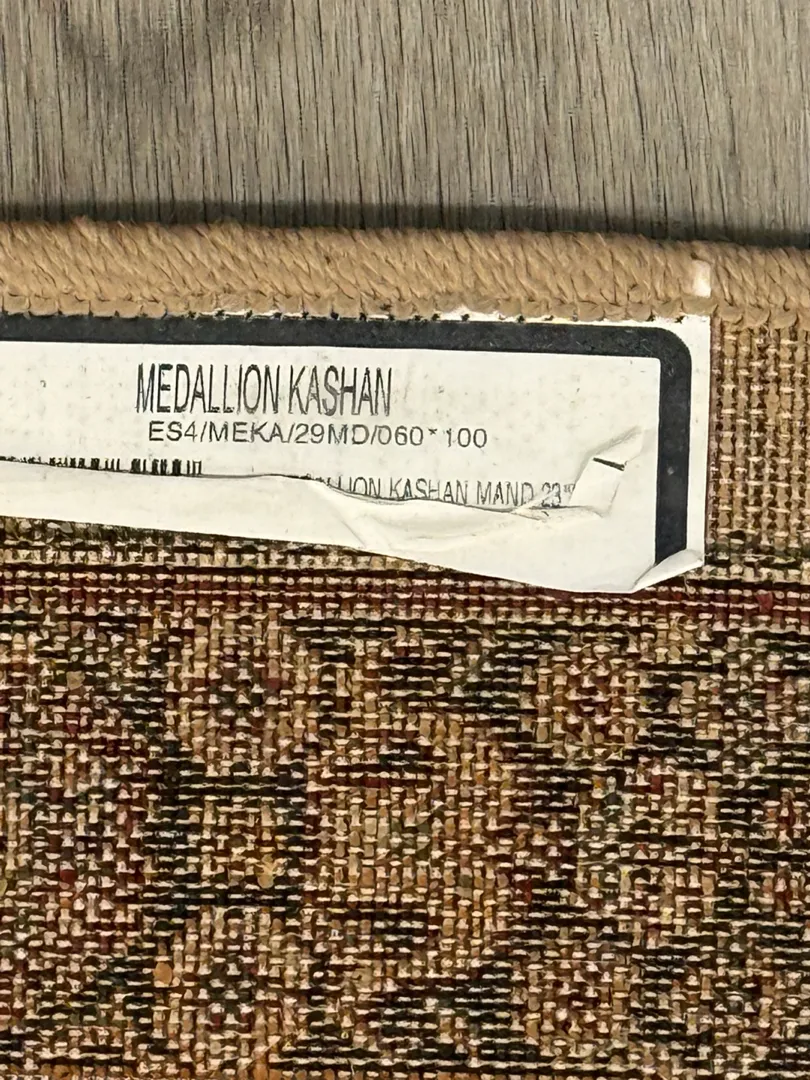 MEDALLION KASHAN
ES4/MEKA/29MD/060*100
LION KASHAN MAND 23"